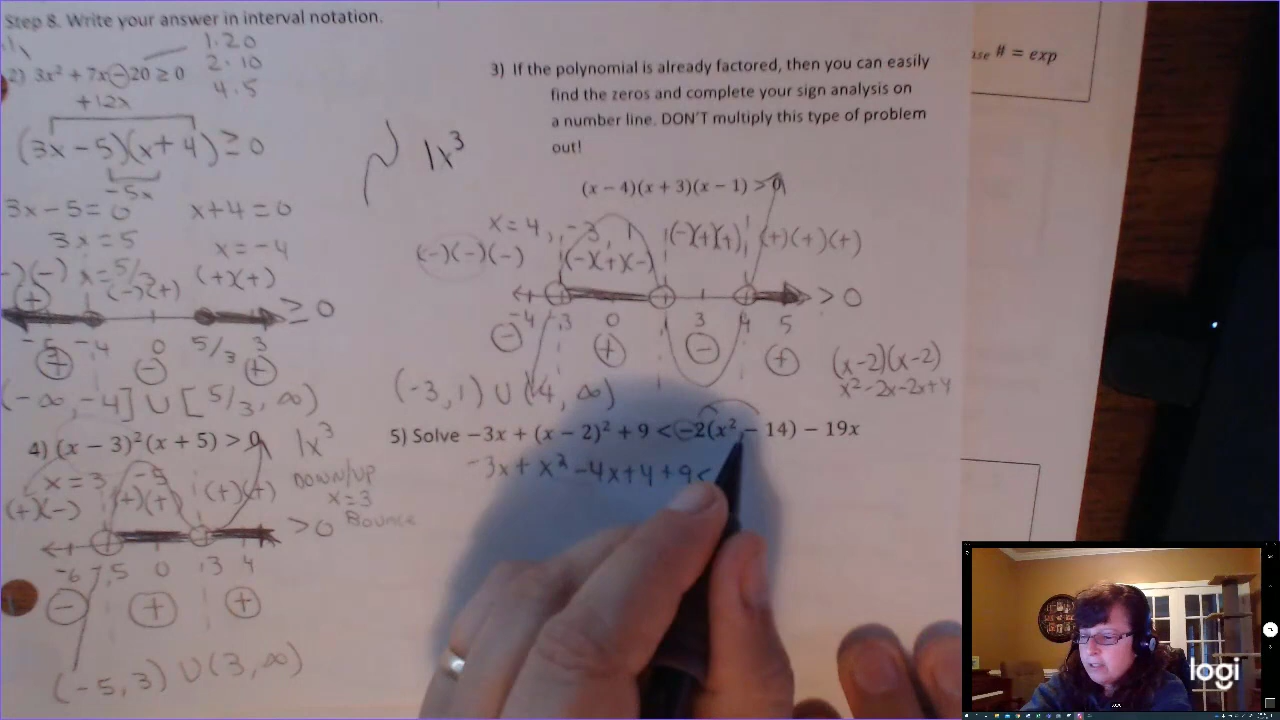 Step 8. Write your answer in interval notation.
1·20
2·10
4·5
2) 3x² + 7x − 20 ≥ 0
+12x
(3x − 5)(x + 4) ≥ 0
−5x
3x − 5 = 0 x + 4 = 0
3x = 5 x = −4
x = 5/3
(−)(−) (−)(+) (+)(+)
≥ 0
−5 −4 0 5/3 3
+ − +
(−∞, −4] ∪ [5/3, ∞)
4) (x − 3)²(x + 5) > 0 1x³
x = 3, −5 DOWN/UP
x=3
Bounce
(+)(−) (+)(+) (+)(+)
> 0
−6 −5 0 3 4
− + +
(−5, 3) ∪ (3, ∞)
1x³
3) If the polynomial is already factored, then you can easily
find the zeros and complete your sign analysis on
a number line. DON'T multiply this type of problem
out!
(x − 4)(x + 3)(x − 1) > 0
x = 4, −3, 1
(−)(−)(−) (−)(+)(−) (−)(+)(+) (+)(+)(+)
> 0
−4 −3 0 1 3 4 5
− + − +
(−3, 1) ∪ (4, ∞)
(x−2)(x−2)
x²−2x−2x+4
5) Solve −3x + (x − 2)² + 9 < −2(x² − 14) − 19x
−3x + x² − 4x + 4 + 9 <
# = exp
logi